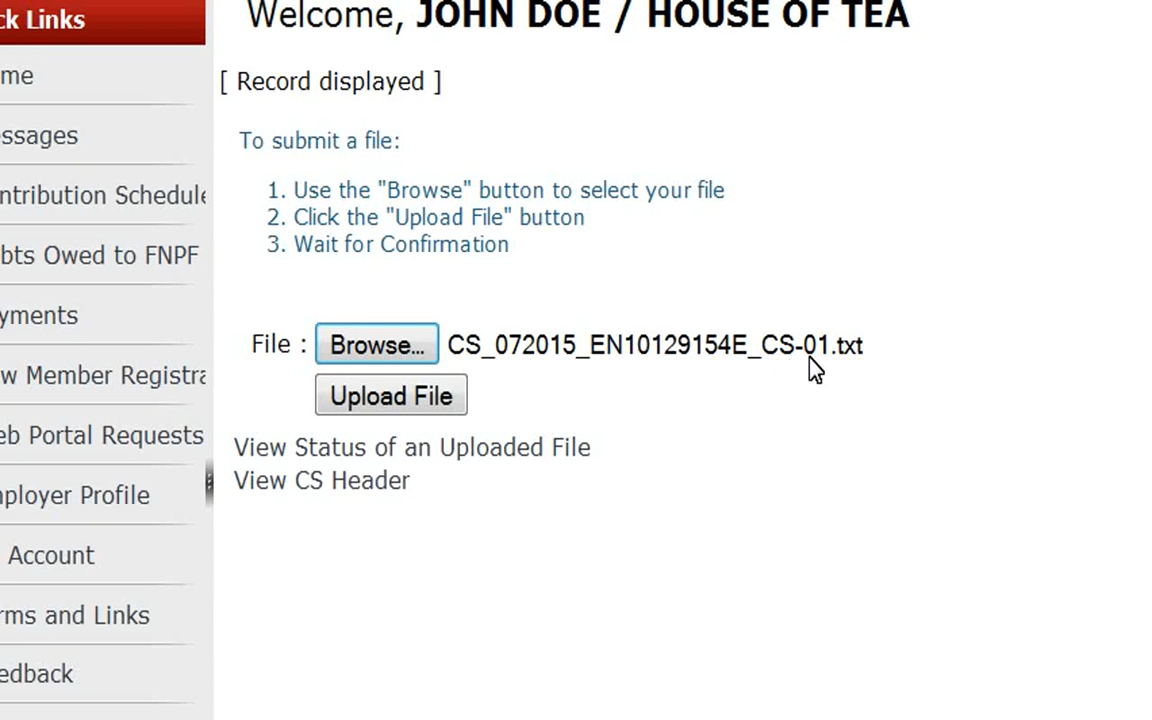 ck Links
me
ssages
ntribution Schedule
bts Owed to FNPF
yments
w Member Registra
eb Portal Requests
ployer Profile
Account
rms and Links
edback
Welcome, JOHN DOE / HOUSE OF TEA
[ Record displayed ]
To submit a file:
1. Use the "Browse" button to select your file
2. Click the "Upload File" button
3. Wait for Confirmation
File : Browse... CS_072015_EN10129154E_CS-01.txt
Upload File
View Status of an Uploaded File
View CS Header